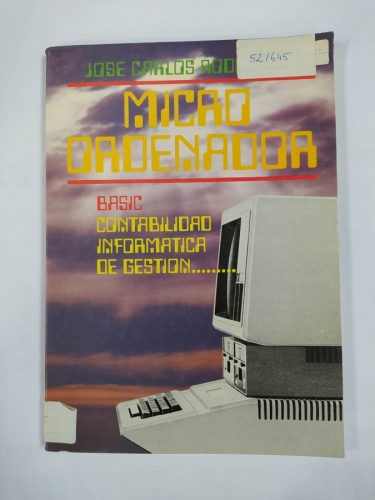 JOSE CARLOS
52/645
MICRO
ORDENADOR
BASIC
CONTABILIDAD
INFORMATICA
DE GESTION.........